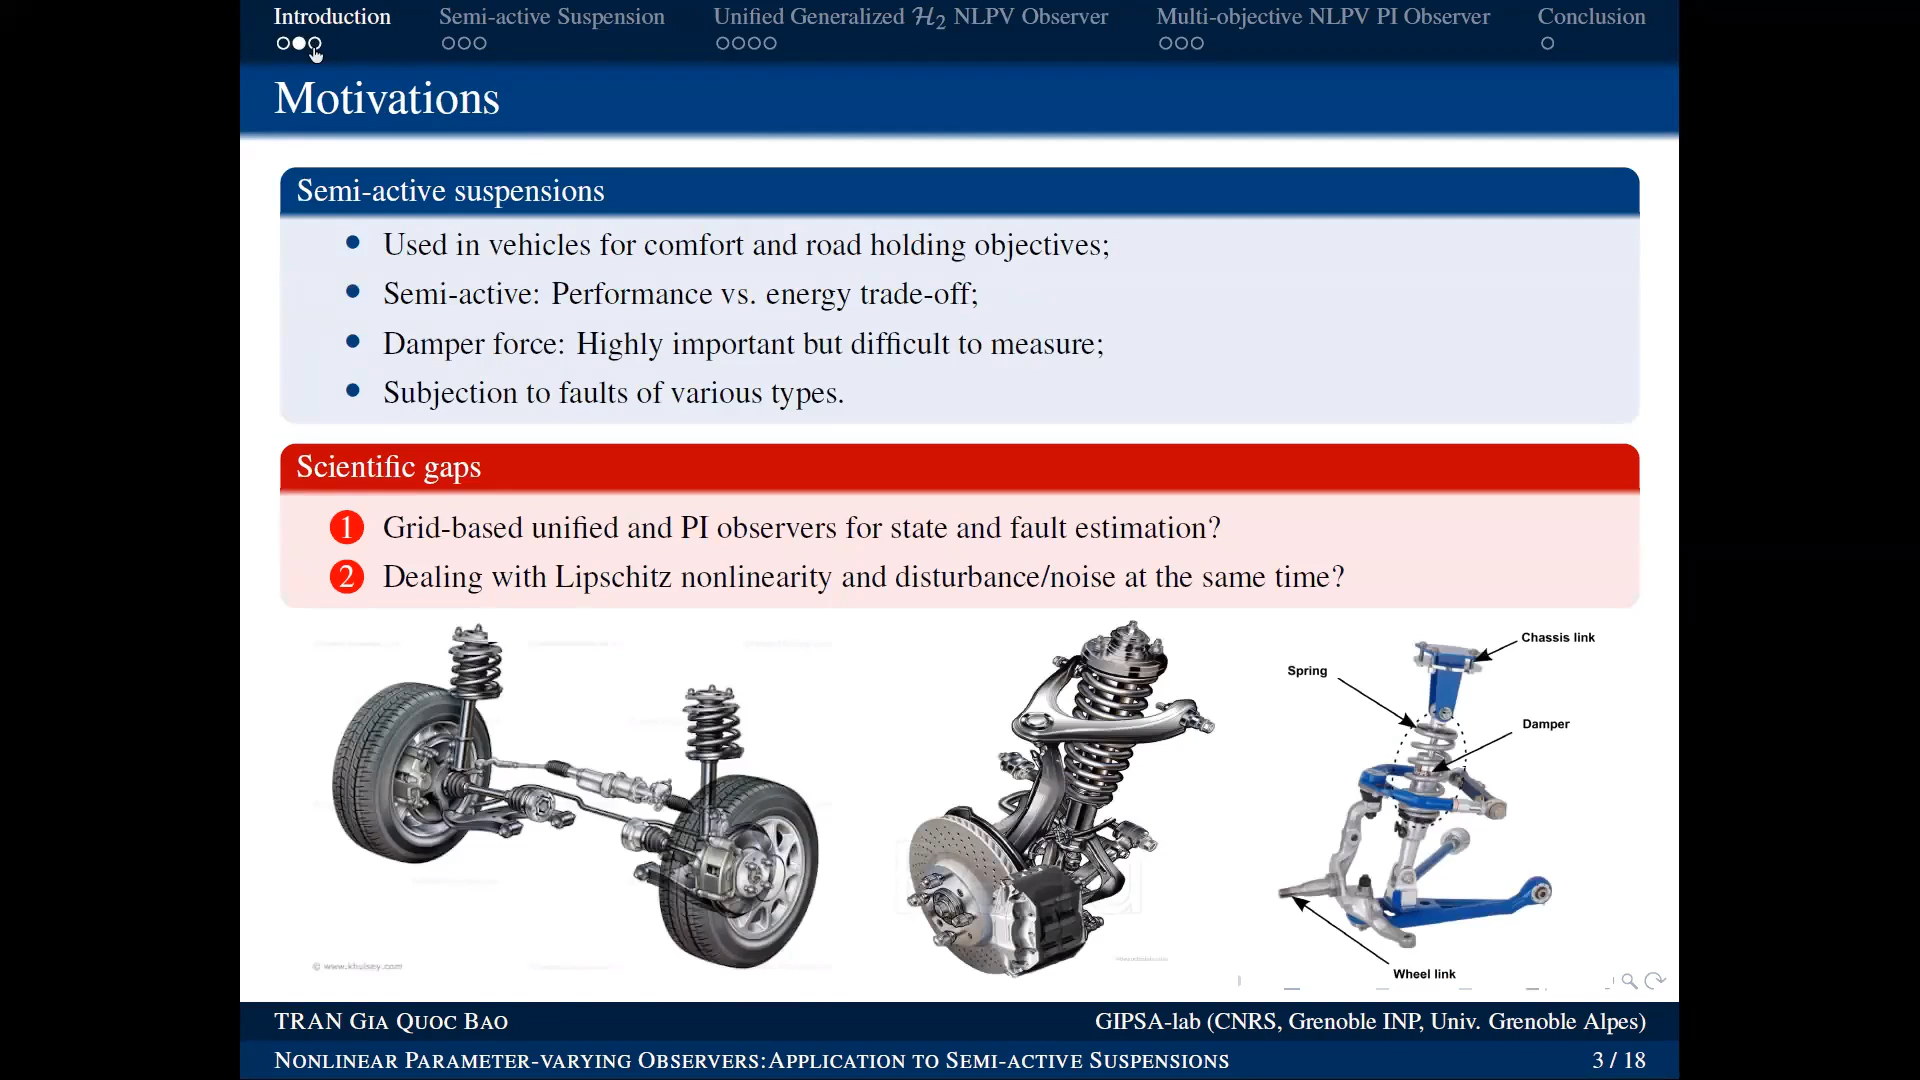 Introduction
Semi-active Suspension
Unified Generalized ℋ₂ NLPV Observer
Multi-objective NLPV PI Observer
Conclusion
Motivations
Semi-active suspensions
Used in vehicles for comfort and road holding objectives;
Semi-active: Performance vs. energy trade-off;
Damper force: Highly important but difficult to measure;
Subjection to faults of various types.
Scientific gaps
1 Grid-based unified and PI observers for state and fault estimation?
2 Dealing with Lipschitz nonlinearity and disturbance/noise at the same time?
Chassis link
Spring
Damper
Wheel link
© www.khulsey.com
TRAN GIA QUOC BAO
GIPSA-lab (CNRS, Grenoble INP, Univ. Grenoble Alpes)
NONLINEAR PARAMETER-VARYING OBSERVERS: APPLICATION TO SEMI-ACTIVE SUSPENSIONS
3 / 18